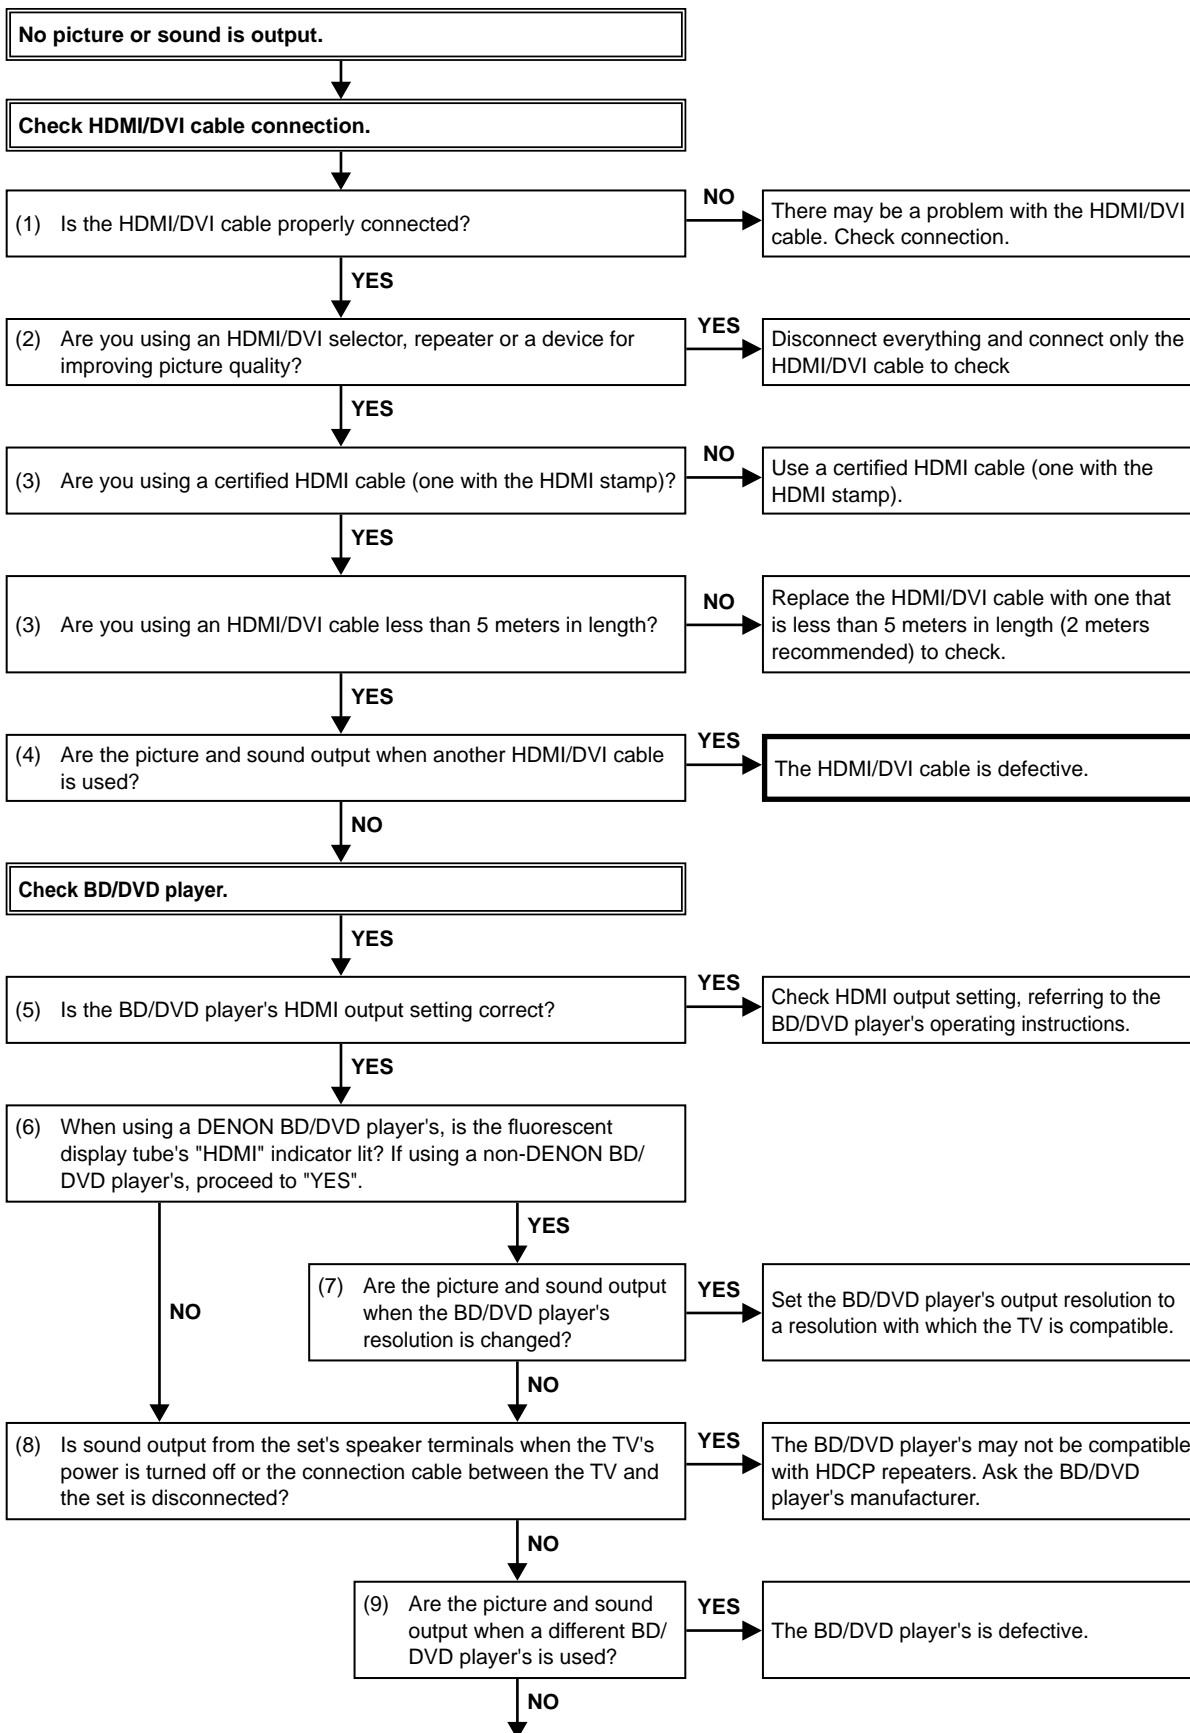 No picture or sound is output.
Check HDMI/DVI cable connection.
(1) Is the HDMI/DVI cable properly connected?
NO
There may be a problem with the HDMI/DVI
cable. Check connection.
YES
(2) Are you using an HDMI/DVI selector, repeater or a device for
improving picture quality?
YES
Disconnect everything and connect only the
HDMI/DVI cable to check
YES
(3) Are you using a certified HDMI cable (one with the HDMI stamp)?
NO
Use a certified HDMI cable (one with the
HDMI stamp).
YES
(3) Are you using an HDMI/DVI cable less than 5 meters in length?
NO
Replace the HDMI/DVI cable with one that
is less than 5 meters in length (2 meters
recommended) to check.
YES
(4) Are the picture and sound output when another HDMI/DVI cable
is used?
YES
The HDMI/DVI cable is defective.
NO
Check BD/DVD player.
YES
(5) Is the BD/DVD player's HDMI output setting correct?
YES
Check HDMI output setting, referring to the
BD/DVD player's operating instructions.
YES
(6) When using a DENON BD/DVD player's, is the fluorescent
display tube's "HDMI" indicator lit? If using a non-DENON BD/
DVD player's, proceed to "YES".
YES
NO
(7) Are the picture and sound output
when the BD/DVD player's
resolution is changed?
YES
Set the BD/DVD player's output resolution to
a resolution with which the TV is compatible.
NO
(8) Is sound output from the set's speaker terminals when the TV's
power is turned off or the connection cable between the TV and
the set is disconnected?
YES
The BD/DVD player's may not be compatible
with HDCP repeaters. Ask the BD/DVD
player's manufacturer.
NO
(9) Are the picture and sound
output when a different BD/
DVD player's is used?
YES
The BD/DVD player's is defective.
NO